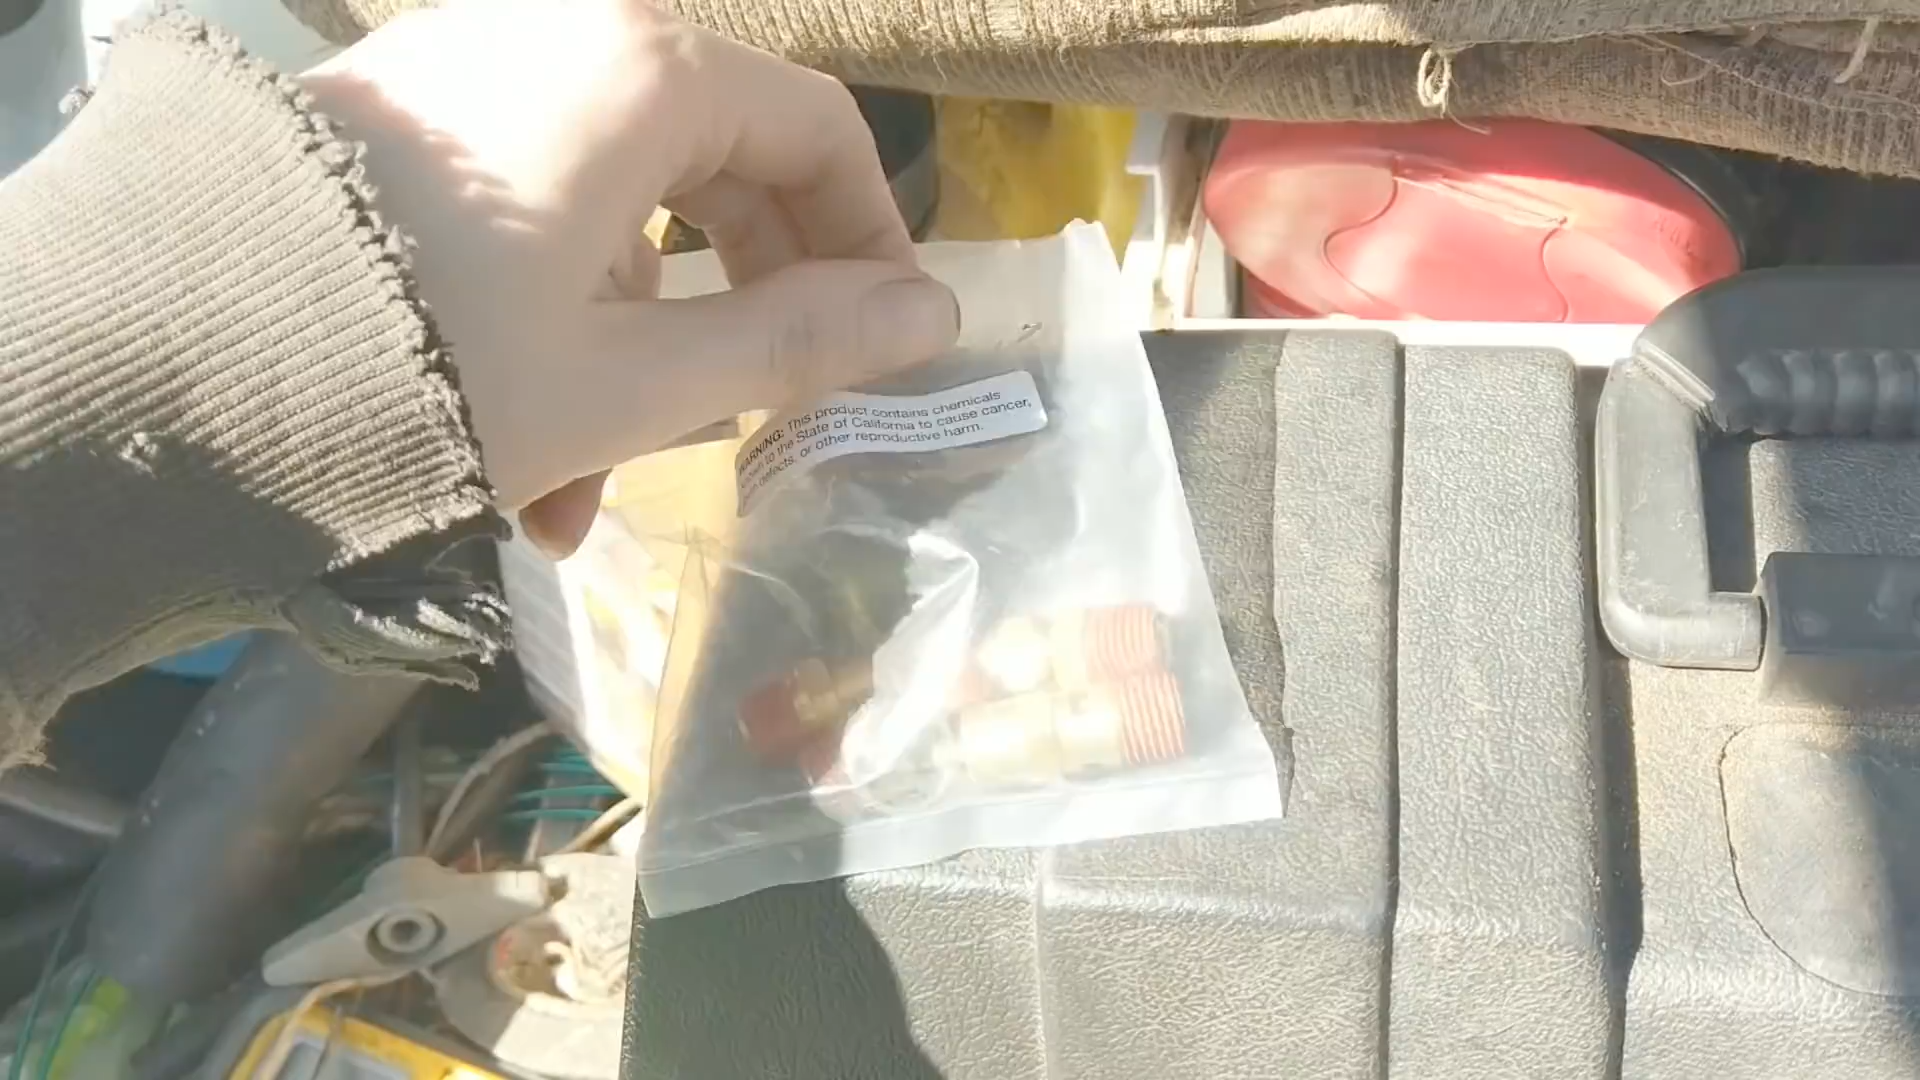 WARNING: This product contains chemicals
known to the State of California to cause cancer,
birth defects, or other reproductive harm.